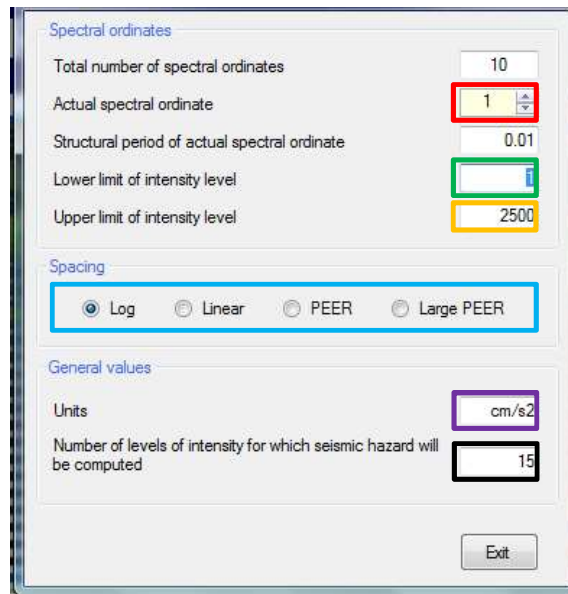 Spectral ordinates
Total number of spectral ordinates 10
Actual spectral ordinate 1
Structural period of actual spectral ordinate 0.01
Lower limit of intensity level 1
Upper limit of intensity level 2500
Spacing
Log Linear PEER Large PEER
General values
Units cm/s2
Number of levels of intensity for which seismic hazard will
be computed 15
Exit